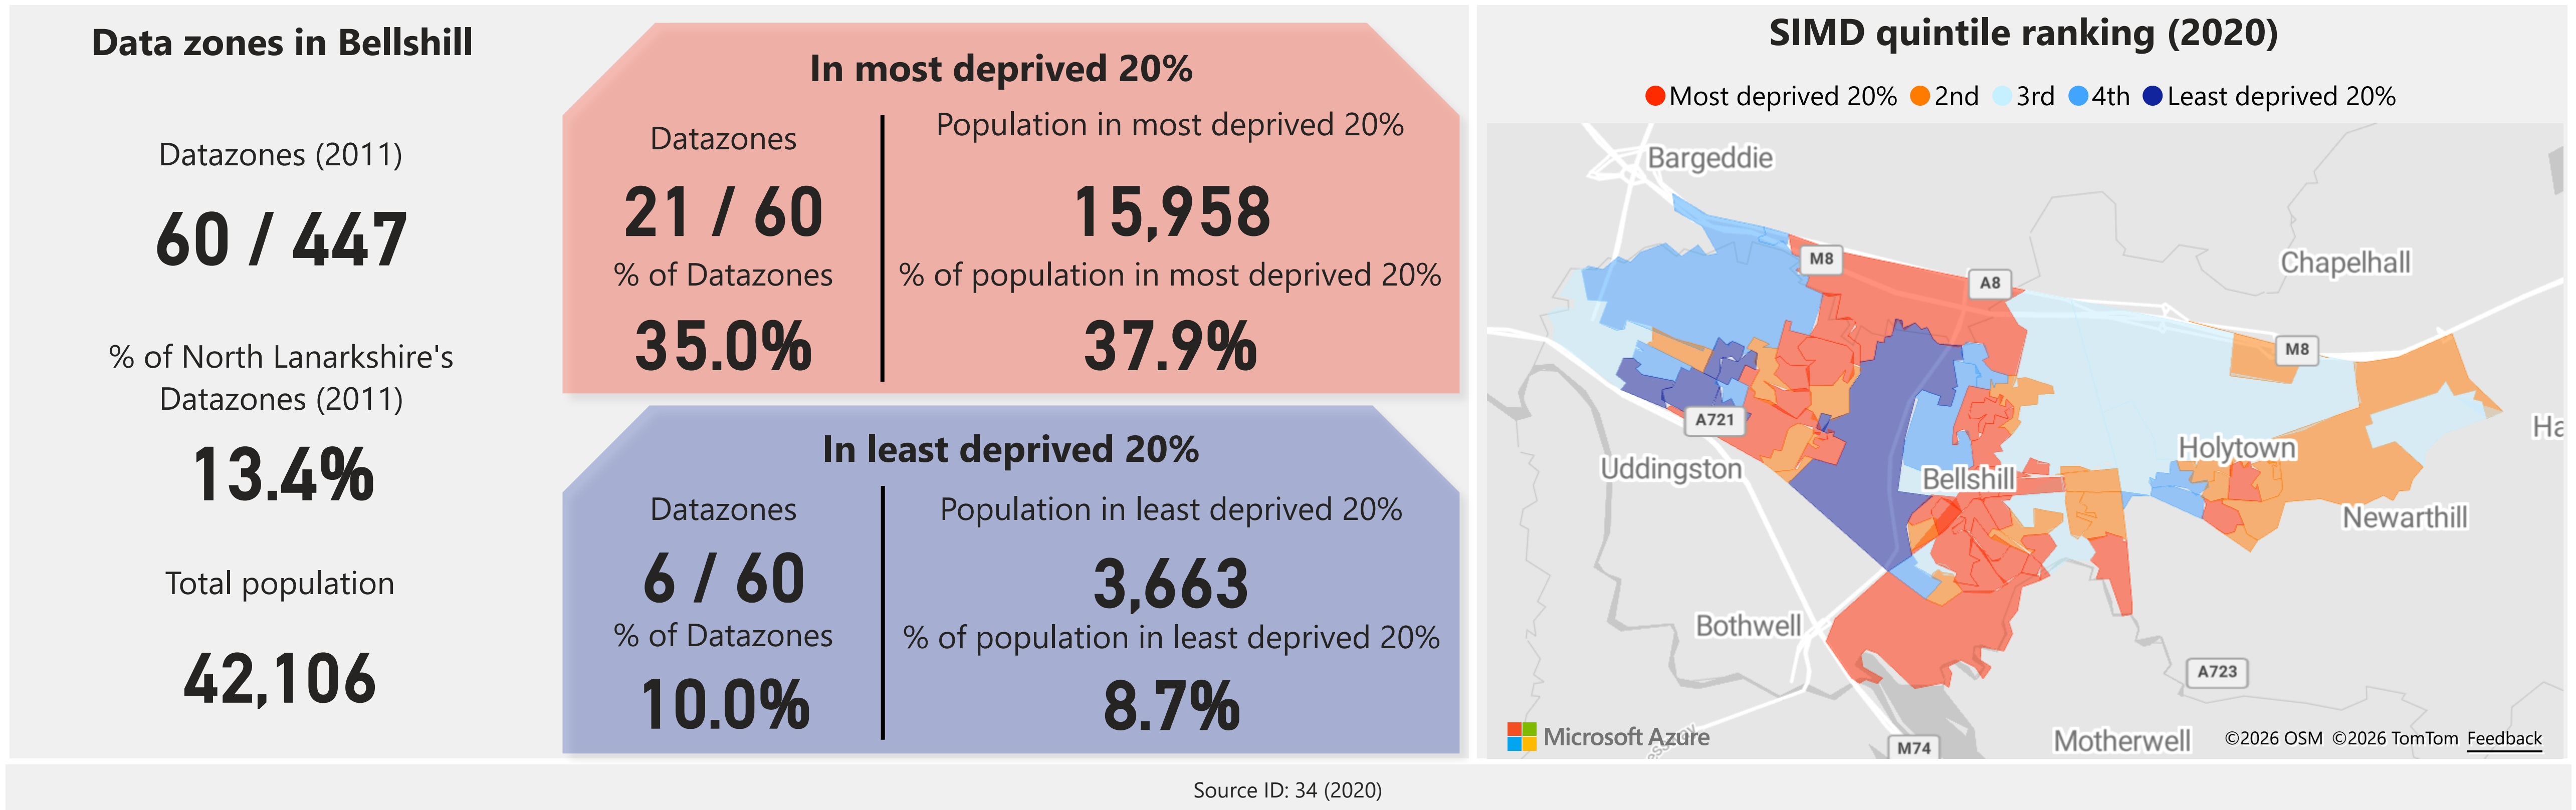 Data zones in Bellshill
Datazones (2011)
60 / 447
% of North Lanarkshire's
Datazones (2011)
13.4%
Total population
42,106
In most deprived 20%
Datazones
21 / 60
% of Datazones
35.0%
Population in most deprived 20%
15,958
% of population in most deprived 20%
37.9%
In least deprived 20%
Datazones
6 / 60
% of Datazones
10.0%
Population in least deprived 20%
3,663
% of population in least deprived 20%
8.7%
SIMD quintile ranking (2020)
Most deprived 20% 2nd 3rd 4th Least deprived 20%
Bargeddie
M8
A8
Chapelhall
M8
A721
Uddingston
Holytown
Bellshill
Newarthill
Bothwell
A723
Motherwell
M74
Microsoft Azure
©2026 OSM ©2026 TomTom Feedback
Source ID: 34 (2020)